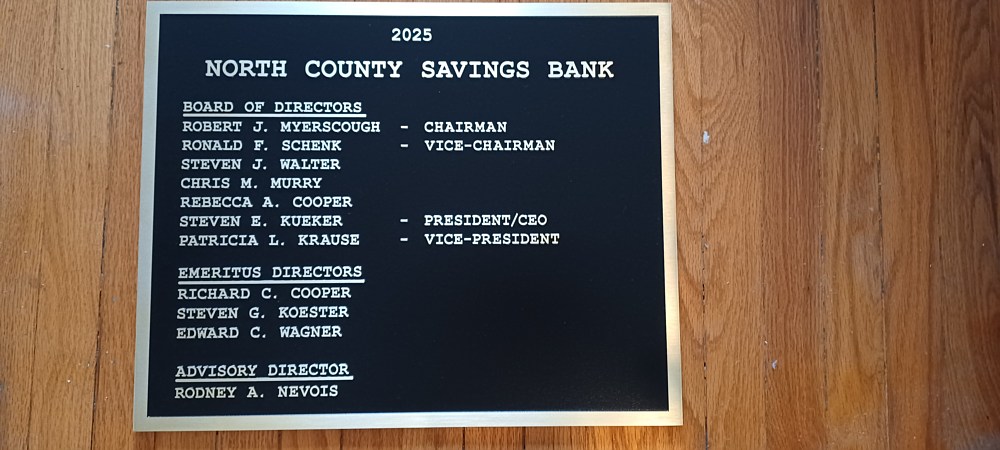 2025
NORTH COUNTY SAVINGS BANK
BOARD OF DIRECTORS
ROBERT J. MYERSCOUGH - CHAIRMAN
RONALD F. SCHENK - VICE-CHAIRMAN
STEVEN J. WALTER
CHRIS M. MURRY
REBECCA A. COOPER
STEVEN E. KUEKER - PRESIDENT/CEO
PATRICIA L. KRAUSE - VICE-PRESIDENT
EMERITUS DIRECTORS
RICHARD C. COOPER
STEVEN G. KOESTER
EDWARD C. WAGNER
ADVISORY DIRECTOR
RODNEY A. NEVOIS